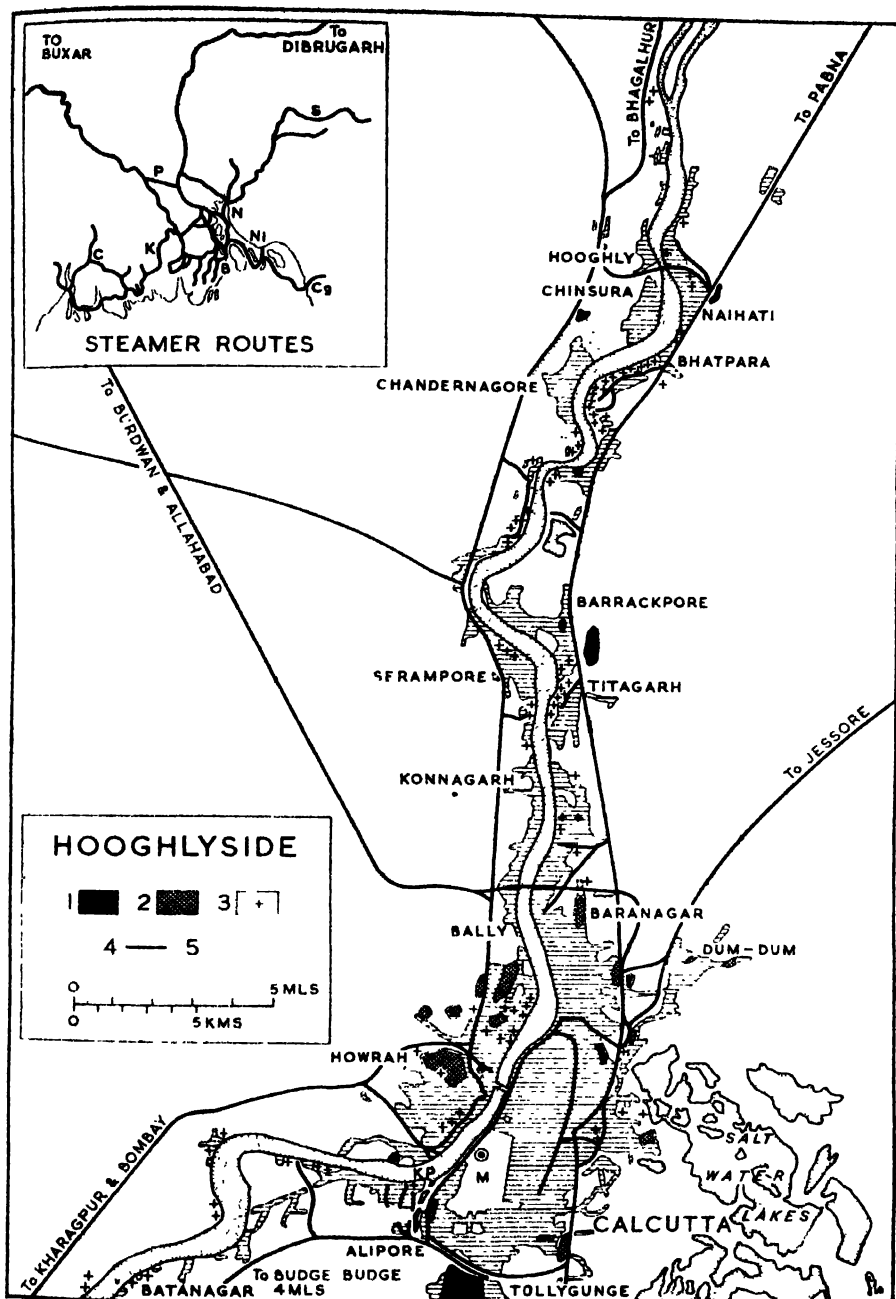 TO
BUXAR
To
DIBRUGARH
S
P
N
K
Ni
C
B
Cg
STEAMER ROUTES
To BHAGALHUR
To PABNA
HOOGHLY
CHINSURA
NAIHATI
BHATPARA
CHANDERNAGORE
To BURDWAN & ALLAHABAD
BARRACKPORE
SERAMPORE
TITAGARH
To JESSORE
KONNAGARH
HOOGHLYSIDE
1 2 3 +
4 5
0 5 MLS
0 5 KMS
BARANAGAR
BALLY
DUM-DUM
HOWRAH
SALT
WATER
LAKES
KP
M
To KHARAGPUR & BOMBAY
CALCUTTA
ALIPORE
BATANAGAR
To BUDGE BUDGE
4 MLS
TOLLYGUNGE